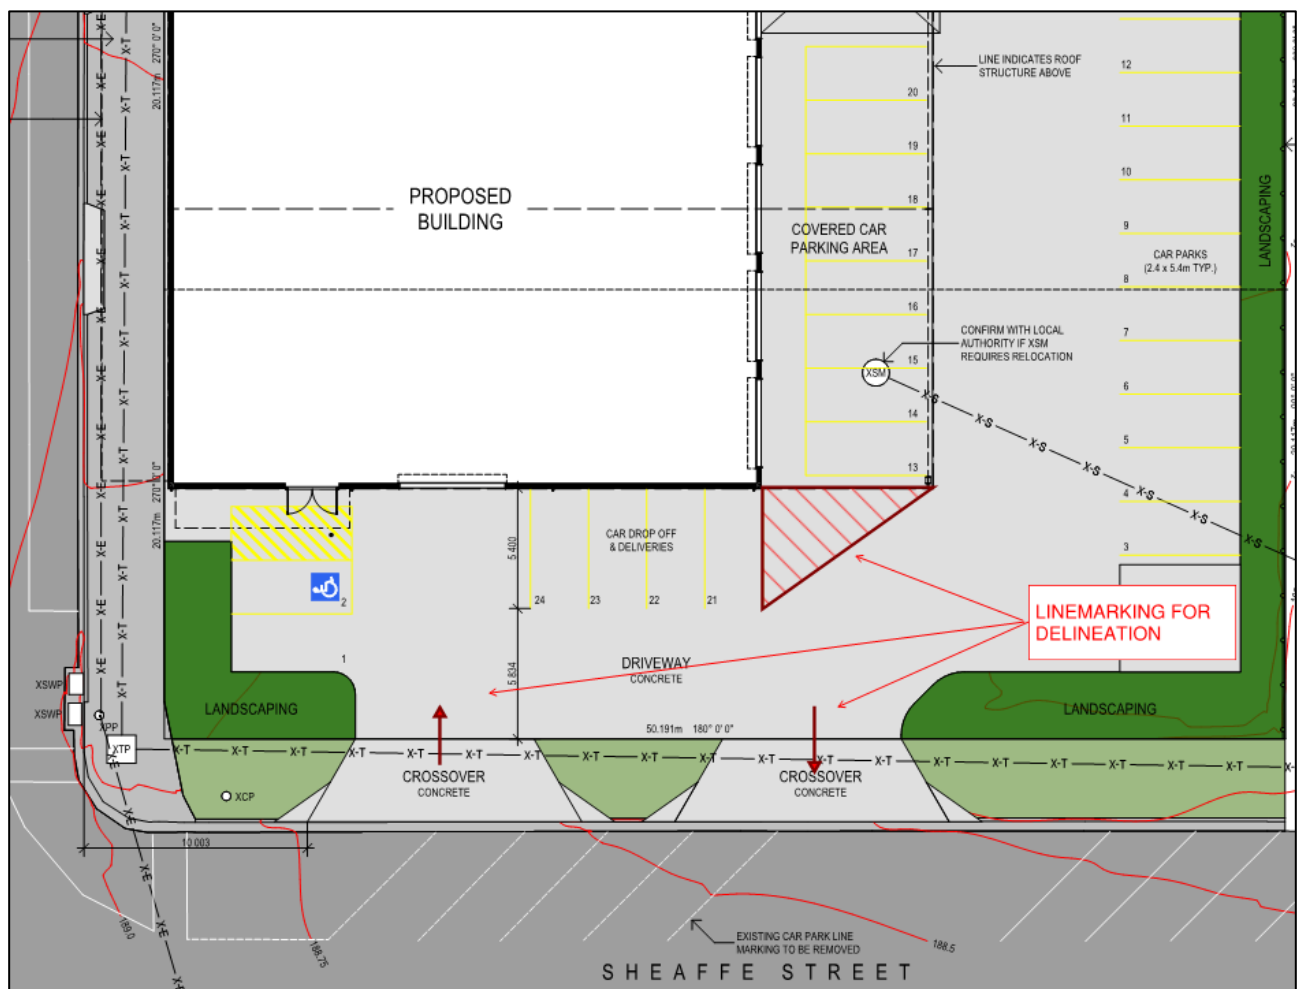 20.117m 270° 0' 0"
X-E
X-T
LINE INDICATES ROOF
STRUCTURE ABOVE
20
19
18
17
16
15
14
13
12
11
10
9
8
7
6
5
4
3
PROPOSED
BUILDING
COVERED CAR
PARKING AREA
CAR PARKS
(2.4 x 5.4m TYP.)
LANDSCAPING
CONFIRM WITH LOCAL
AUTHORITY IF XSM
REQUIRES RELOCATION
XSM
X-S
X-S
X-S
X-S
X-S
X-S
20.117m 270° 0' 0"
5 400
CAR DROP OFF
& DELIVERIES
24
23
22
21
2
1
LINEMARKING FOR
DELINEATION
DRIVEWAY
CONCRETE
5 834
XSWP
XSWP
XPP
XTP
LANDSCAPING
LANDSCAPING
50.191m 180° 0' 0"
X-T
X-T
X-T
X-T
X-T
X-T
X-T
X-T
X-T
CROSSOVER
CONCRETE
CROSSOVER
CONCRETE
XCP
10 003
X-E
X-E
189.0
188.75
188.5
EXISTING CAR PARK LINE
MARKING TO BE REMOVED
SHEAFFE STREET